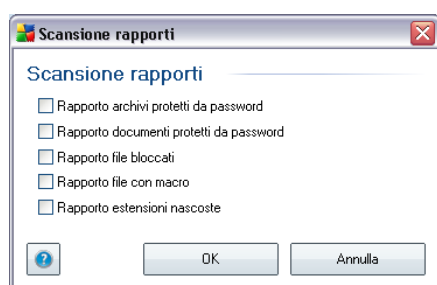 Scansione rapporti
Scansione rapporti
Rapporto archivi protetti da password
Rapporto documenti protetti da password
Rapporto file bloccati
Rapporto file con macro
Rapporto estensioni nascoste
? OK Annulla